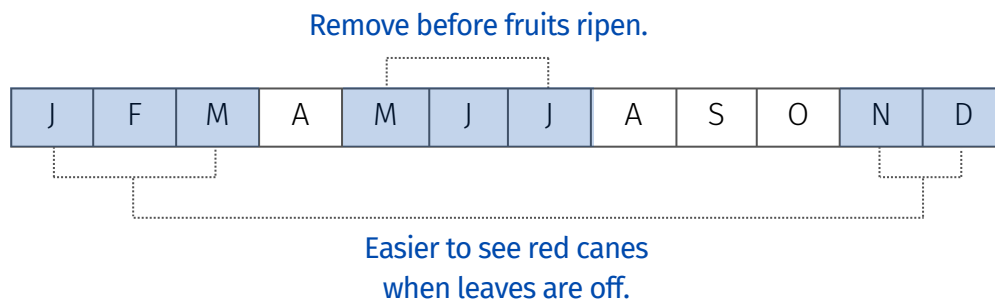 Remove before fruits ripen.
J F M A M J J A S O N D
Easier to see red canes
when leaves are off.